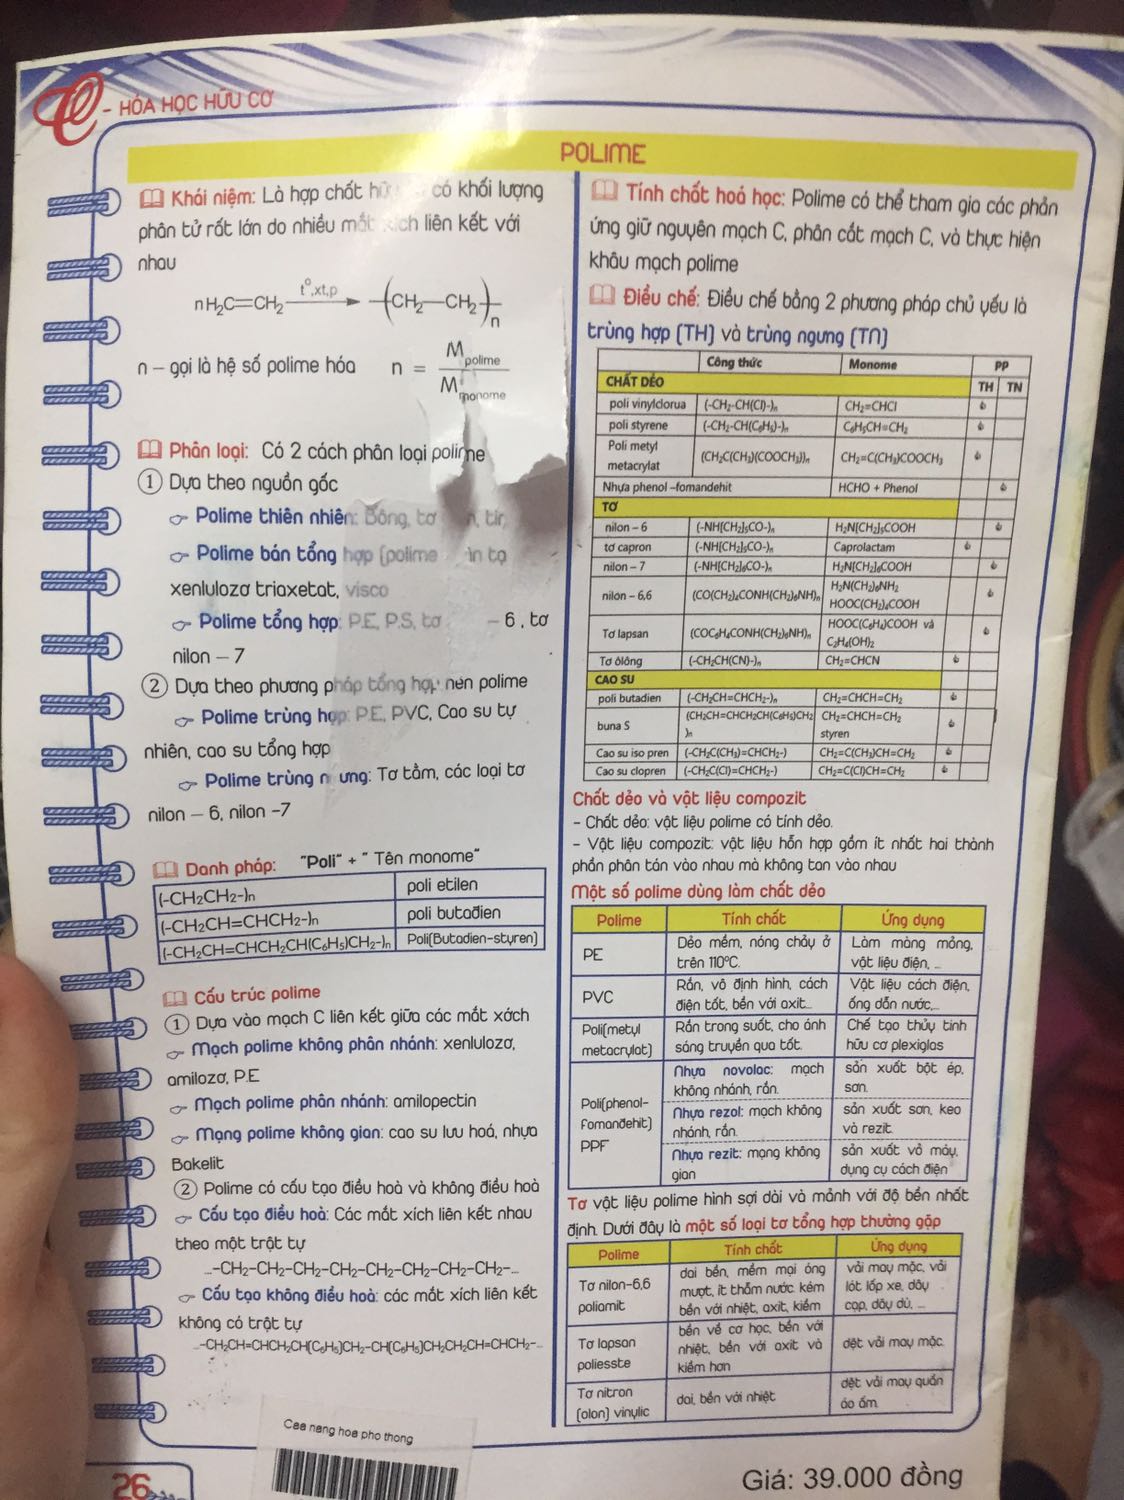 - HÓA HỌC HỮU CƠ
POLIME
Khái niệm: Là hợp chất có khối lượng
phân tử rất lớn do nhiều mắt xích liên kết với
nhau
nH₂C=CH₂ t°,xt,p (CH₂—CH₂)n
n – gọi là hệ số polime hóa n = Mpolime / Mmonome
Phân loại: Có 2 cách phân loại polime
① Dựa theo nguồn gốc
Polime thiên nhiên: Bông, tơ
Polime bán tổng hợp (polime
xenlulozơ triaxetat, visco
Polime tổng hợp: P.E, P.S, tơ – 6 , tơ
nilon – 7
② Dựa theo phương pháp tổng hợp nên polime
Polime trùng hợp: P.E, PVC, Cao su tự
nhiên, cao su tổng hợp
Polime trùng ngưng: Tơ tằm, các loại tơ
nilon – 6, nilon -7
Danh pháp: "Poli" + " Tên monome"
(-CH₂CH₂-)n poli etilen
(-CH₂CH=CHCH₂-)n poli butađien
(-CH₂CH=CHCH₂CH(C₆H₅)CH₂-)n Poli(Butađien-styren)
Cấu trúc polime
① Dựa vào mạch C liên kết giữa các mắt xớch
Mạch polime không phân nhánh: xenlulozơ,
amilozơ, P.E
Mạch polime phân nhánh: amilopectin
Mạng polime không gian: cao su lưu hoá, nhựa
Bakelit
② Polime có cấu tạo điều hoà và không điều hoà
Cấu tạo điều hoà: Các mắt xích liên kết nhau
theo một trật tự
...-CH₂-CH₂-CH₂-CH₂-CH₂-CH₂-CH₂-CH₂-...
Cấu tạo không điều hoà: các mắt xích liên kết
không có trật tự
...-CH₂CH=CHCH₂CH(C₆H₅)CH₂-CH(C₆H₅)CH₂CH₂CH=CHCH₂-...
Cae nang hoa pho thong
26
Tính chất hoá học: Polime có thể tham gia các phản
ứng giữ nguyên mạch C, phân cắt mạch C, và thực hiện
khâu mạch polime
Điều chế: Điều chế bằng 2 phương pháp chủ yếu là
trùng hợp (TH) và trùng ngưng (TN)
Công thức Monome PP
CHẤT DẺO TH TN
poli vinylclorua (-CH₂-CH(Cl)-)n CH₂=CHCl
poli styrene (-CH₂-CH(C₆H₅)-)n C₆H₅CH=CH₂
Poli metyl
metacrylat (CH₂C(CH₃)(COOCH₃))n CH₂=C(CH₃)COOCH₃
Nhựa phenol –fomandehit HCHO + Phenol
TƠ
nilon – 6 (-NH[CH₂]₅CO-)n H₂N[CH₂]₅COOH
tơ capron (-NH[CH₂]₅CO-)n Caprolactam
nilon – 7 (-NH[CH₂]₆CO-)n H₂N[CH₂]₆COOH
nilon – 6,6 (CO(CH₂)₄CONH(CH₂)₆NH)n H₂N(CH₂)₆NH₂
HOOC(CH₂)₄COOH
Tơ lapsan (COC₆H₄CONH(CH₂)₆NH)n HOOC(C₆H₄)COOH và
C₂H₄(OH)₂
Tơ ôlông (-CH₂CH(CN)-)n CH₂=CHCN
CAO SU
poli butadien (-CH₂CH=CHCH₂-)n CH₂=CHCH=CH₂
buna S (CH₂CH=CHCH₂CH(C₆H₅)CH₂ CH₂=CHCH=CH₂
)n styren
Cao su iso pren (-CH₂C(CH₃)=CHCH₂-) CH₂=C(CH₃)CH=CH₂
Cao su clopren (-CH₂C(Cl)=CHCH₂-) CH₂=C(Cl)CH=CH₂
Chất dẻo và vật liệu compozit
- Chất dẻo: vật liệu polime có tính dẻo.
- Vật liệu compozit: vật liệu hỗn hợp gồm ít nhất hai thành
phần phân tán vào nhau mà không tan vào nhau
Một số polime dùng làm chất dẻo
Polime Tính chất Ứng dụng
PE Dẻo mềm, nóng chảy ở Làm màng mỏng,
trên 110°C. vật liệu điện, ...
PVC Rắn, vô định hình, cách Vật liệu cách điện,
điện tốt, bền với axit... ống dẫn nước,...
Poli(metyl Rắn trong suốt, cho ánh Chế tạo thủy tinh
metacrylat) sáng truyền qua tốt. hữu cơ plexiglas
Poli(phenol-
fomanđehit)
PPF
Nhựa novolac: mạch sản xuất bột ép,
không nhánh, rắn. sơn.
Nhựa rezol: mạch không sản xuất sơn, keo
nhánh, rắn. và rezit.
Nhựa rezit: mạng không sản xuất vỏ máy,
gian dụng cụ cách điện
Tơ vật liệu polime hình sợi dài và mảnh với độ bền nhất
định. Dưới đây là một số loại tơ tổng hợp thường gặp
Polime Tính chất Ứng dụng
Tơ nilon-6,6
poliamit
dai bền, mềm mại óng vải may mặc, vải
mượt, ít thấm nước. kém lót lốp xe, dây
bền với nhiệt, axit, kiềm cạp, dây dù, ...
Tơ lapsan
poliesste
bền về cơ học, bền với
nhiệt, bền với axit và dệt vải may mặc.
kiềm hơn
Tơ nitron
(olon) vinylic
dai, bền với nhiệt
dệt vải may quần
áo ấm.
Giá: 39.000 đồng